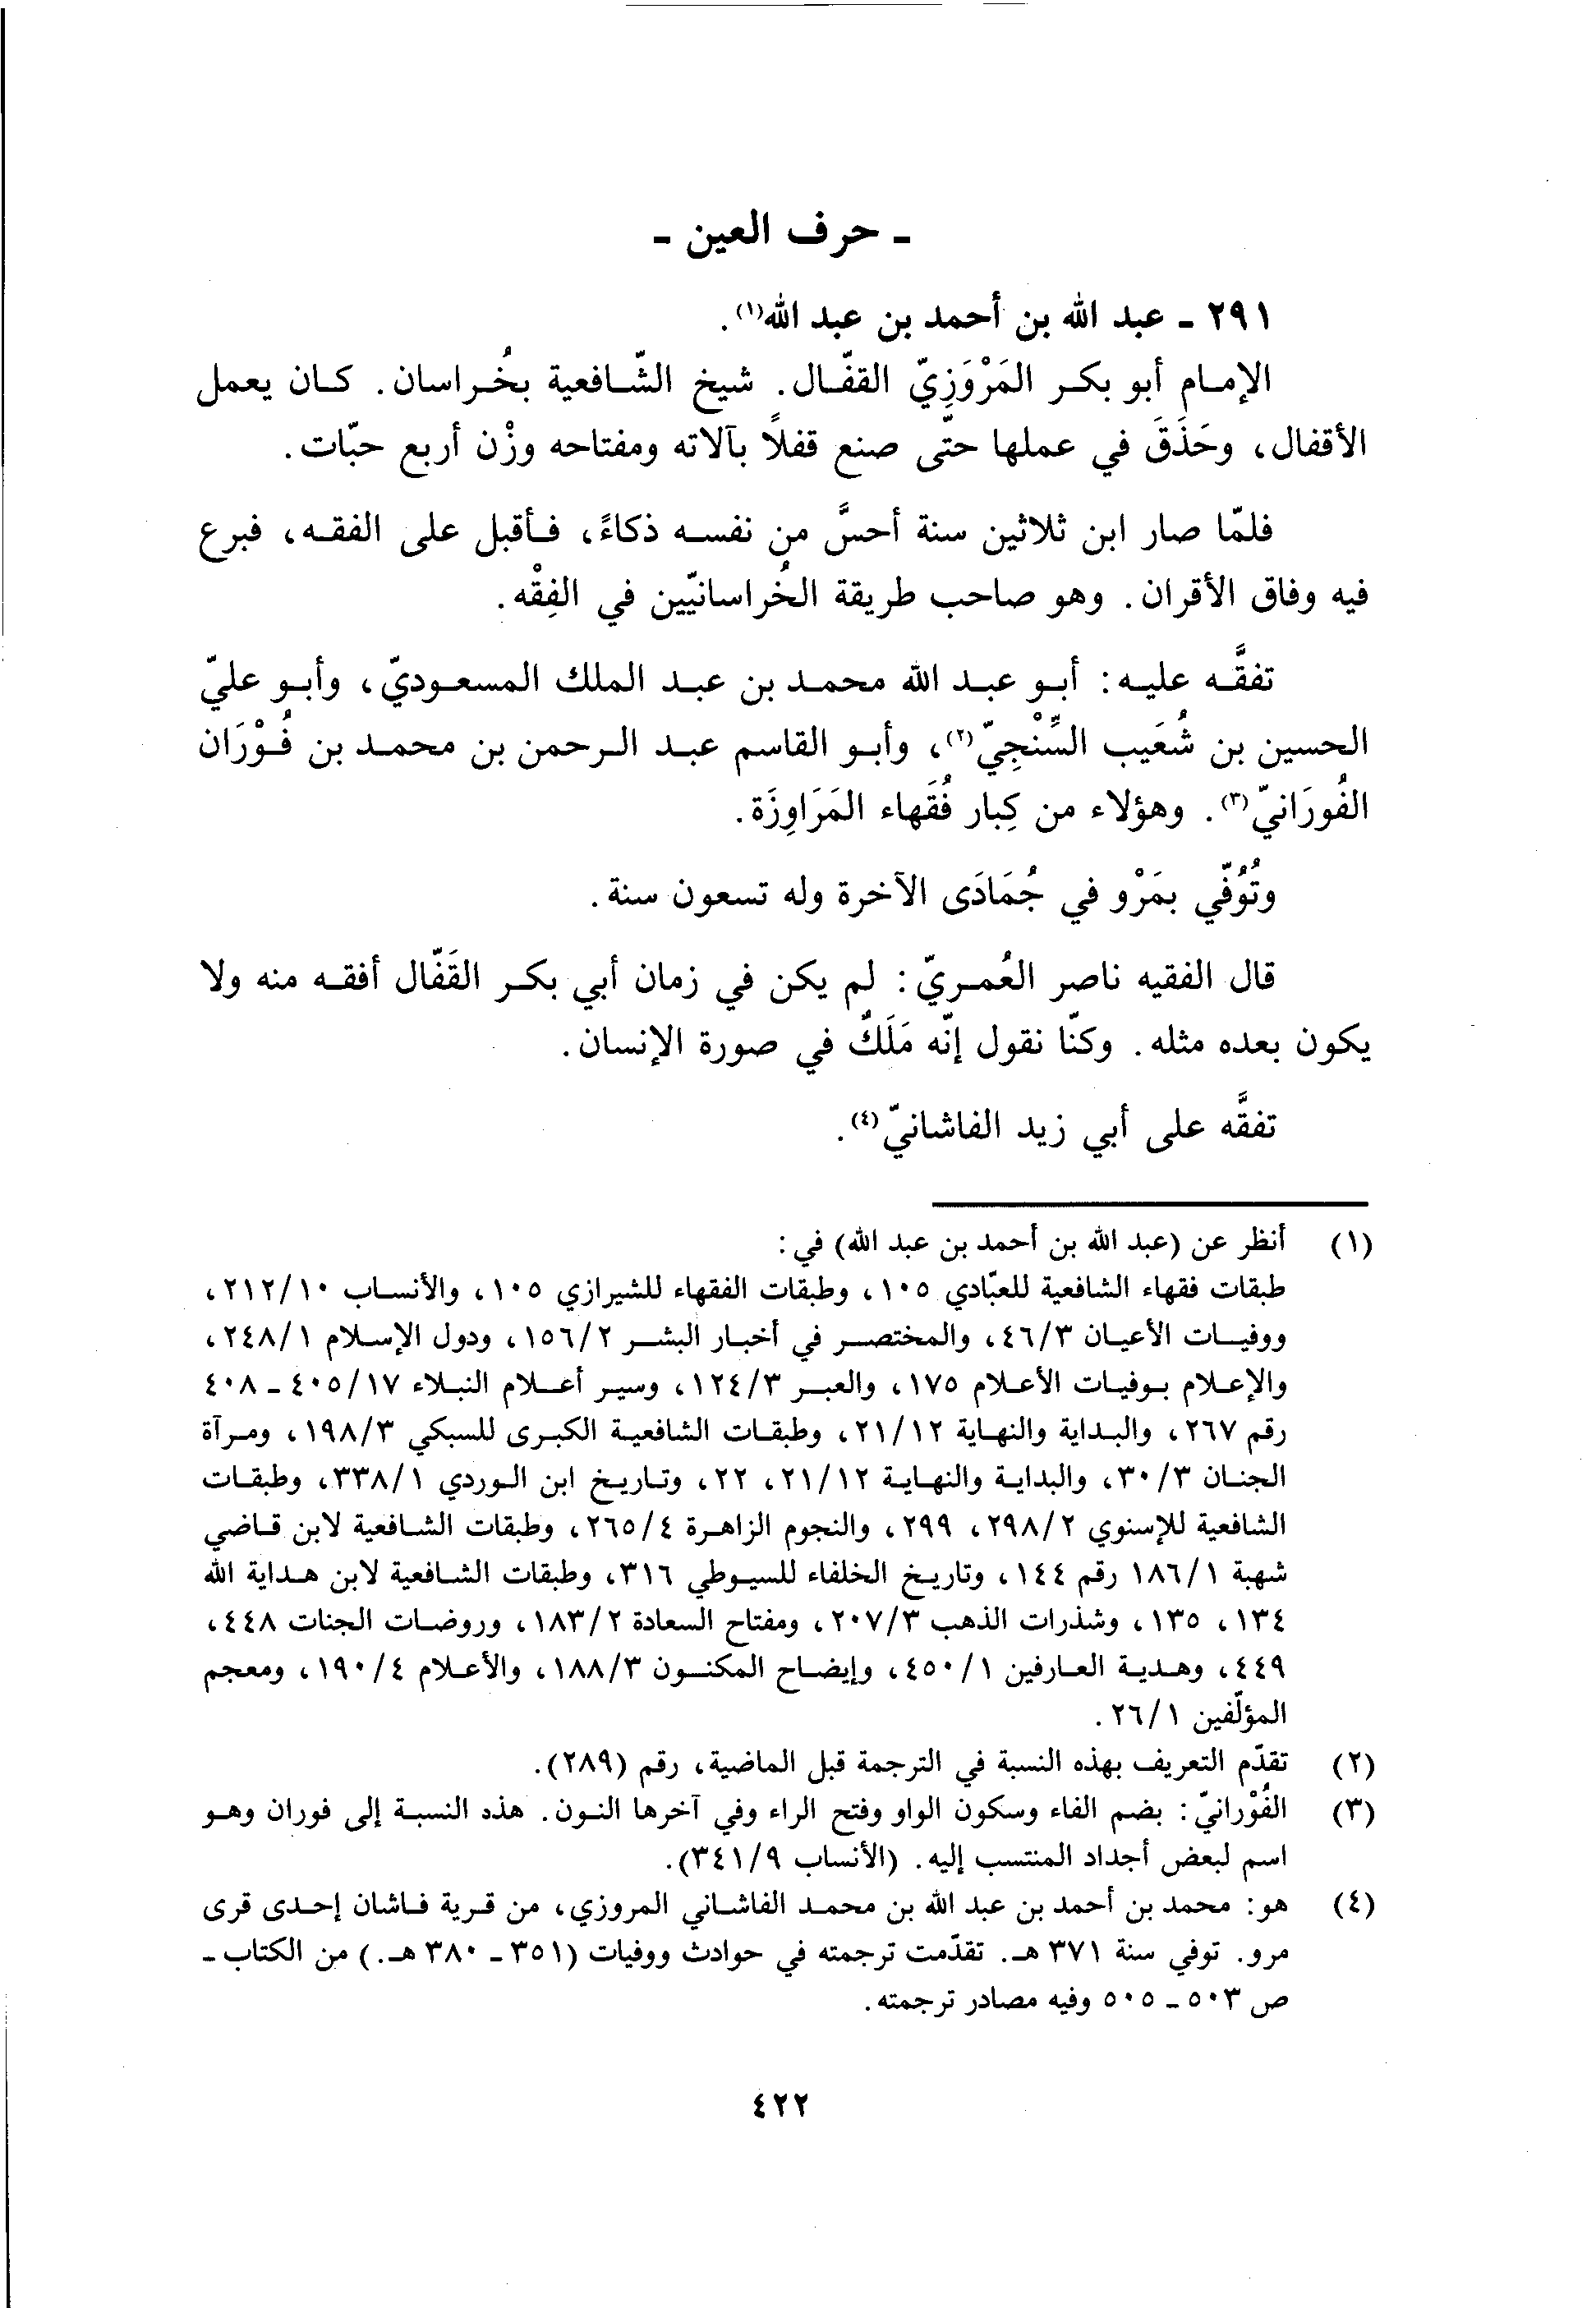 - حرف العين -
٢٩١ - عبد الله بن أحمد بن عبد الله(١).
الإمام أبو بكر المَرْوَزِيّ القفّال. شيخ الشّافعية بخُراسان. كان يعمل
الأقفال، وحَذَقَ في عملها حتّى صنع قفلاً بآلاته ومفتاحه وزْن أربع حبّات.
فلمّا صار ابن ثلاثين سنة أحسَّ من نفسه ذكاءً، فأقبل على الفقه، فبرع
فيه وفاق الأقران. وهو صاحب طريقة الخُراسانيّين في الفِقْه.
تفقَّه عليه: أبو عبد الله محمد بن عبد الملك المسعوديّ، وأبو عليّ
الحسين بن شُعَيب السِّنْجِيّ(٢)، وأبو القاسم عبد الرحمن بن محمد بن فُوْرَان
الفُورَانيّ(٣). وهؤلاء من كِبار فُقَهاء المَرَاوِزَة.
وتُوُفّي بمَرْو في جُمَادَى الآخرة وله تسعون سنة.
قال الفقيه ناصر العُمريّ: لم يكن في زمان أبي بكر القَفّال أفقه منه ولا
يكون بعده مثله. وكنّا نقول إنّه مَلَكٌ في صورة الإنسان.
تفقَّه على أبي زيد الفاشانيّ(٤).
(١) أنظر عن (عبد الله بن أحمد بن عبد الله) في:
طبقات فقهاء الشافعية للعبّادي ١٠٥، وطبقات الفقهاء للشيرازي ١٠٥، والأنساب ٢١٢/١٠،
ووفيات الأعيان ٤٦/٣، والمختصر في أخبار البشر ١٥٦/٢، ودول الإسلام ٢٤٨/١،
والإعلام بوفيات الأعلام ١٧٥، والعبر ١٢٤/٣، وسير أعلام النبلاء ٤٠٥/١٧ - ٤٠٨
رقم ٢٦٧، والبداية والنهاية ٢١/١٢، وطبقات الشافعية الكبرى للسبكي ١٩٨/٣، ومرآة
الجنان ٣٠/٣، والبداية والنهاية ٢١/١٢، ٢٢، وتاريخ ابن الوردي ٣٣٨/١، وطبقات
الشافعية للإسنوي ٢٩٨/٢، ٢٩٩، والنجوم الزاهرة ٢٦٥/٤، وطبقات الشافعية لابن قاضي
شهبة ١٨٦/١ رقم ١٤٤، وتاريخ الخلفاء للسيوطي ٣١٦، وطبقات الشافعية لابن هداية الله
١٣٤، ١٣٥، وشذرات الذهب ٢٠٧/٣، ومفتاح السعادة ١٨٣/٢، وروضات الجنات ٤٤٨،
٤٤٩، وهدية العارفين ٤٥٠/١، وإيضاح المكنون ١٨٨/٣، والأعلام ١٩٠/٤، ومعجم
المؤلّفين ٢٦/١.
(٢) تقدّم التعريف بهذه النسبة في الترجمة قبل الماضية، رقم (٢٨٩).
(٣) الفُوْرانيّ: بضم الفاء وسكون الواو وفتح الراء وفي آخرها النون. هذه النسبة إلى فوران وهو
اسم لبعض أجداد المنتسب إليه. (الأنساب ٣٤١/٩).
(٤) هو: محمد بن أحمد بن عبد الله بن محمد الفاشاني المروزي، من قرية فاشان إحدى قرى
مرو. توفي سنة ٣٧١ هـ. تقدّمت ترجمته في حوادث ووفيات (٣٥١ - ٣٨٠ هـ.) من الكتاب -
ص ٥٠٣ - ٥٠٥ وفيه مصادر ترجمته.
٤٢٢